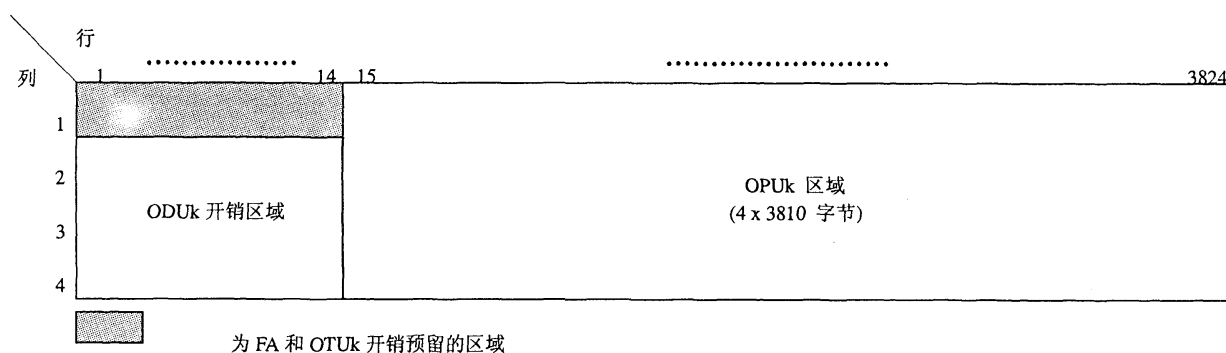 行
列 1 14 15 3824
1
2
OPUk 区域
ODUk 开销区域
(4 x 3810 字节)
3
4
为 FA 和 OTUk 开销预留的区域